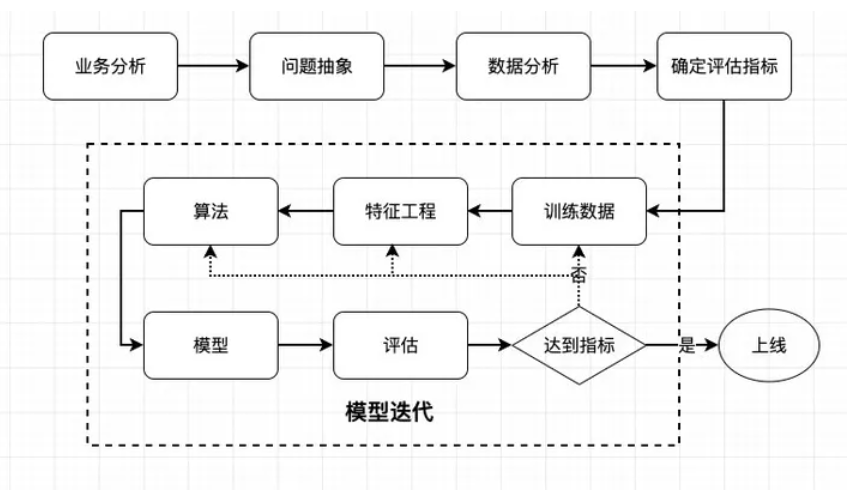 业务分析
问题抽象
数据分析
确定评估指标
算法
特征工程
训练数据
否
模型
评估
达到指标
是
上线
模型迭代